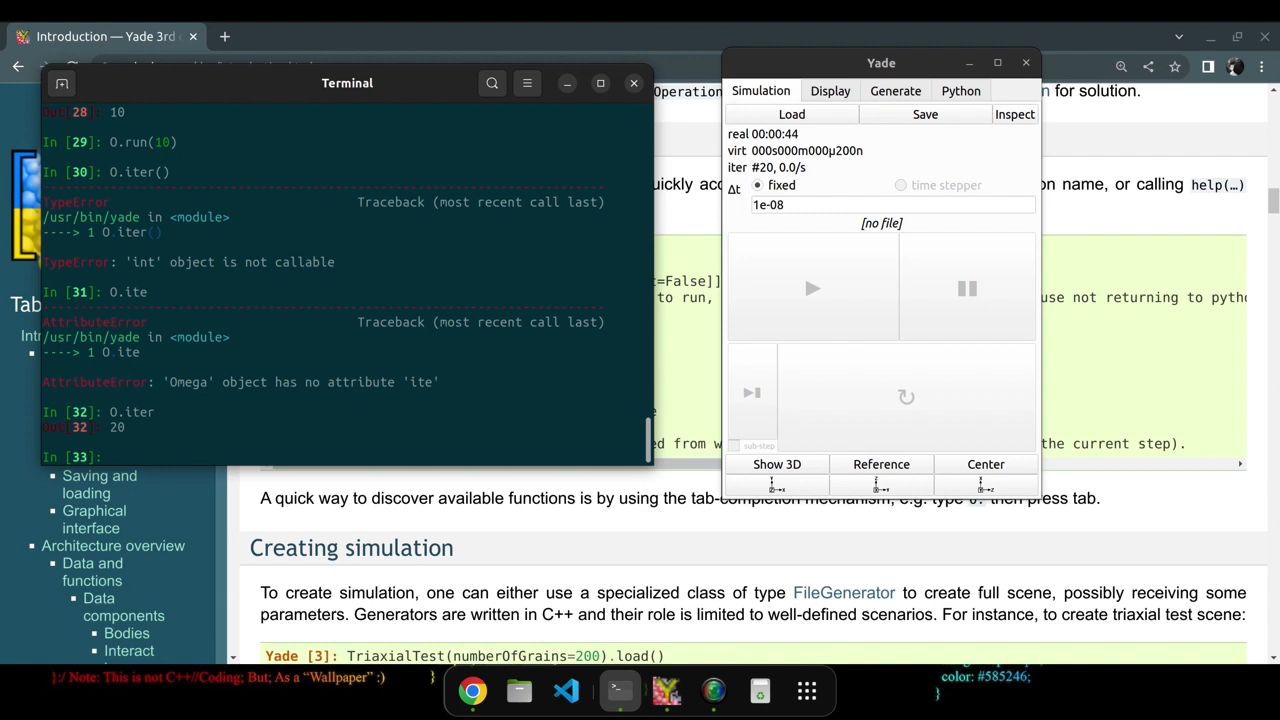 Introduction — Yade 3rd
Terminal
Out[28]: 10
In [29]: O.run(10)
In [30]: O.iter()
TypeError Traceback (most recent call last)
/usr/bin/yade in <module>
----> 1 O.iter()
TypeError: 'int' object is not callable
In [31]: O.ite
AttributeError Traceback (most recent call last)
/usr/bin/yade in <module>
----> 1 O.ite
AttributeError: 'Omega' object has no attribute 'ite'
In [32]: O.iter
Out[32]: 20
In [33]:
Yade
Simulation Display Generate Python
Load Save Inspect
real 00:00:44
virt 000s000m000µ200n
iter #20, 0.0/s
Δt fixed time stepper
1e-08
[no file]
sub-step
Show 3D Reference Center
Operation
for solution.
on name, or calling help(…)
t=False]]
to run,
use not returning to pytho
ed from w
the current step).
Tab
Saving and
loading
Graphical
interface
Architecture overview
Data and
functions
Data
components
Bodies
Interact
A quick way to discover available functions is by using the tab-completion mechanism, e.g. type O. then press tab.
Creating simulation
To create simulation, one can either use a specialized class of type FileGenerator to create full scene, possibly receiving some
parameters. Generators are written in C++ and their role is limited to well-defined scenarios. For instance, to create triaxial test scene:
Yade [3]: TriaxialTest(numberOfGrains=200).load()
}:/ Note: This is not C++//Coding; But; As a “Wallpaper” :) }
color: #585246;
}